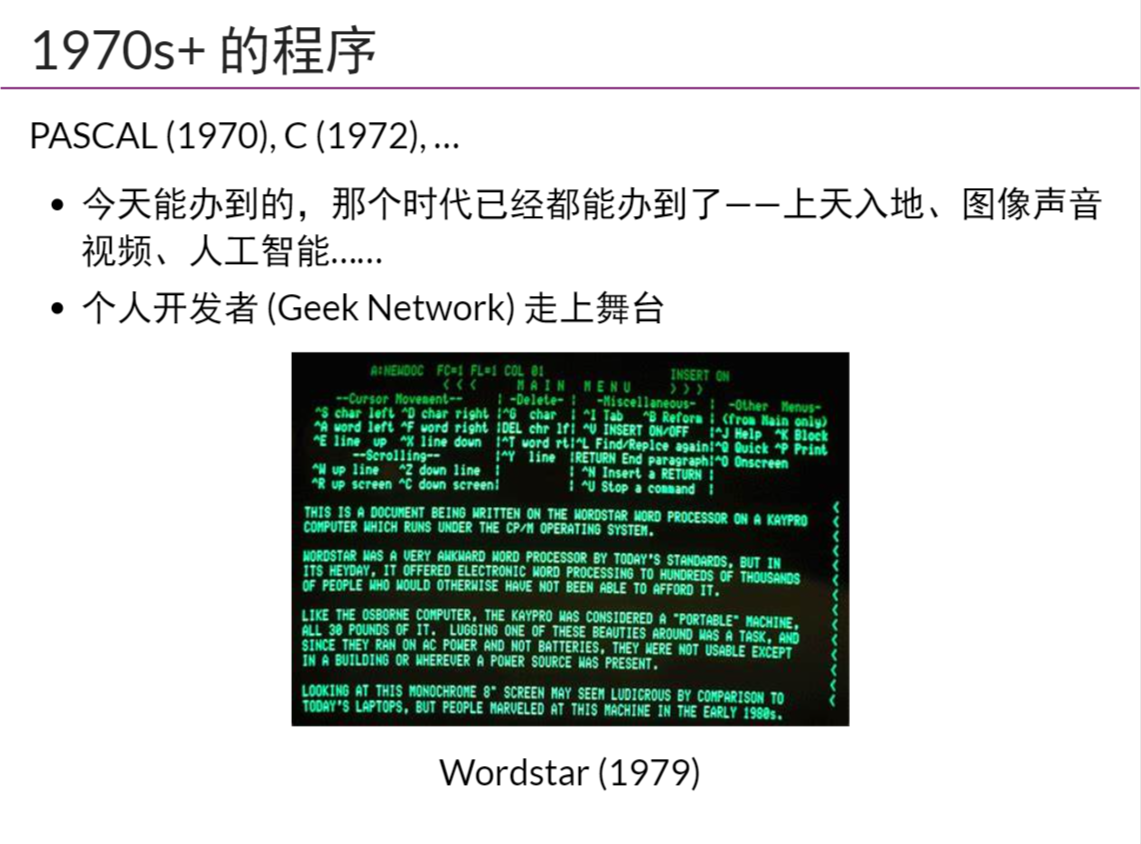 1970s+ 的程序
PASCAL (1970), C (1972), ...
• 今天能办到的，那个时代已经都能办到了——上天入地、图像声音
视频、人工智能……
• 个人开发者 (Geek Network) 走上舞台
A:NEWDOC FC=1 FL=1 COL 01 INSERT ON
< < < M A I N M E N U > > >
--Cursor Movement-- | -Delete- | -Miscellaneous- | -Other Menus-
^S char left ^D char right |^G char | ^I Tab ^B Reform | (from Main only)
^A word left ^F word right |DEL chr lf| ^V INSERT ON/OFF |^J Help ^K Block
^E line up ^X line down |^T word rt|^L Find/Replce again|^Q Quick ^P Print
--Scrolling-- |^Y line |RETURN End paragraph|^O Onscreen
^W up line ^Z down line | | ^N Insert a RETURN |
^R up screen ^C down screen| | ^U Stop a command |
THIS IS A DOCUMENT BEING WRITTEN ON THE WORDSTAR WORD PROCESSOR ON A KAYPRO
COMPUTER WHICH RUNS UNDER THE CP/M OPERATING SYSTEM.
WORDSTAR WAS A VERY AWKWARD WORD PROCESSOR BY TODAY'S STANDARDS, BUT IN
ITS HEYDAY, IT OFFERED ELECTRONIC WORD PROCESSING TO HUNDREDS OF THOUSANDS
OF PEOPLE WHO WOULD OTHERWISE HAVE NOT BEEN ABLE TO AFFORD IT.
LIKE THE OSBORNE COMPUTER, THE KAYPRO WAS CONSIDERED A "PORTABLE" MACHINE,
ALL 30 POUNDS OF IT. LUGGING ONE OF THESE BEAUTIES AROUND WAS A TASK, AND
SINCE THEY RAN ON AC POWER AND NOT BATTERIES, THEY WERE NOT USABLE EXCEPT
IN A BUILDING OR WHEREVER A POWER SOURCE WAS PRESENT.
LOOKING AT THIS MONOCHROME 8" SCREEN MAY SEEM LUDICROUS BY COMPARISON TO
TODAY'S LAPTOPS, BUT PEOPLE MARVELED AT THIS MACHINE IN THE EARLY 1980s.
Wordstar (1979)